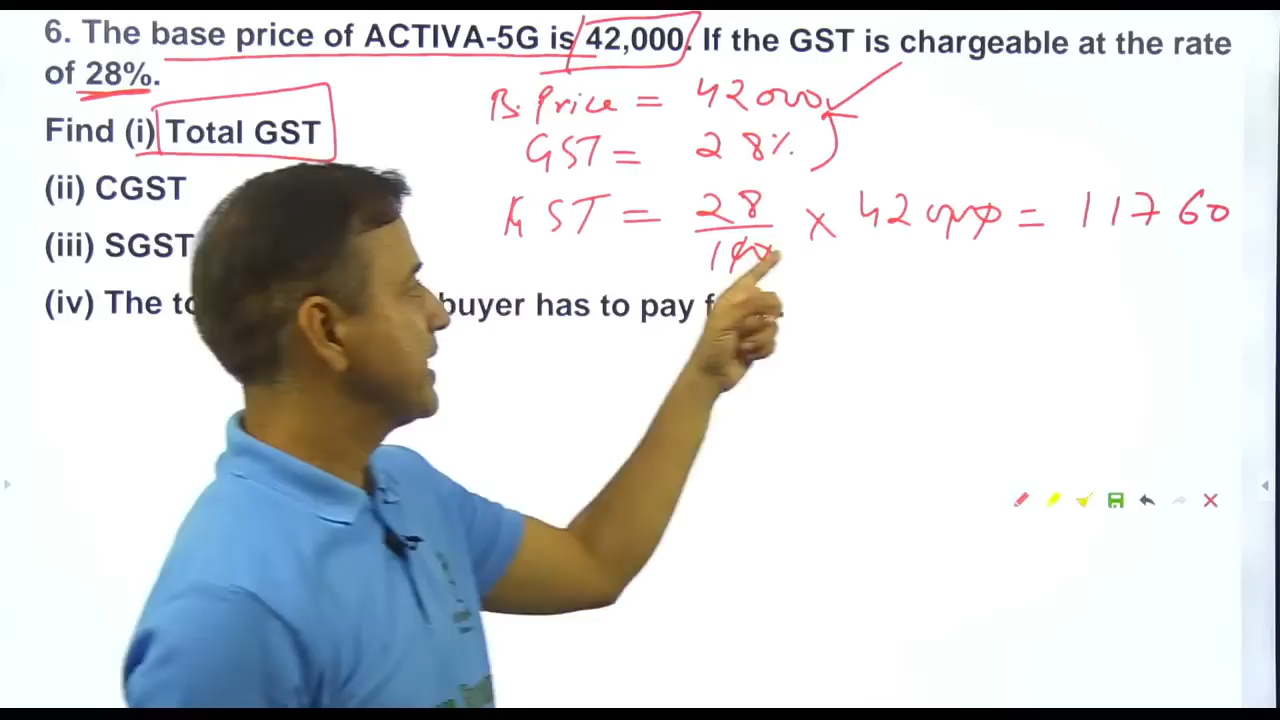 6. The base price of ACTIVA-5G is 42,000. If the GST is chargeable at the rate
of 28%.
B. Price = 42000
Find (i) Total GST
GST = 28%
(ii) CGST
GST = 28/100 × 42000 = 11760
(iii) SGST
(iv) The buyer has to pay